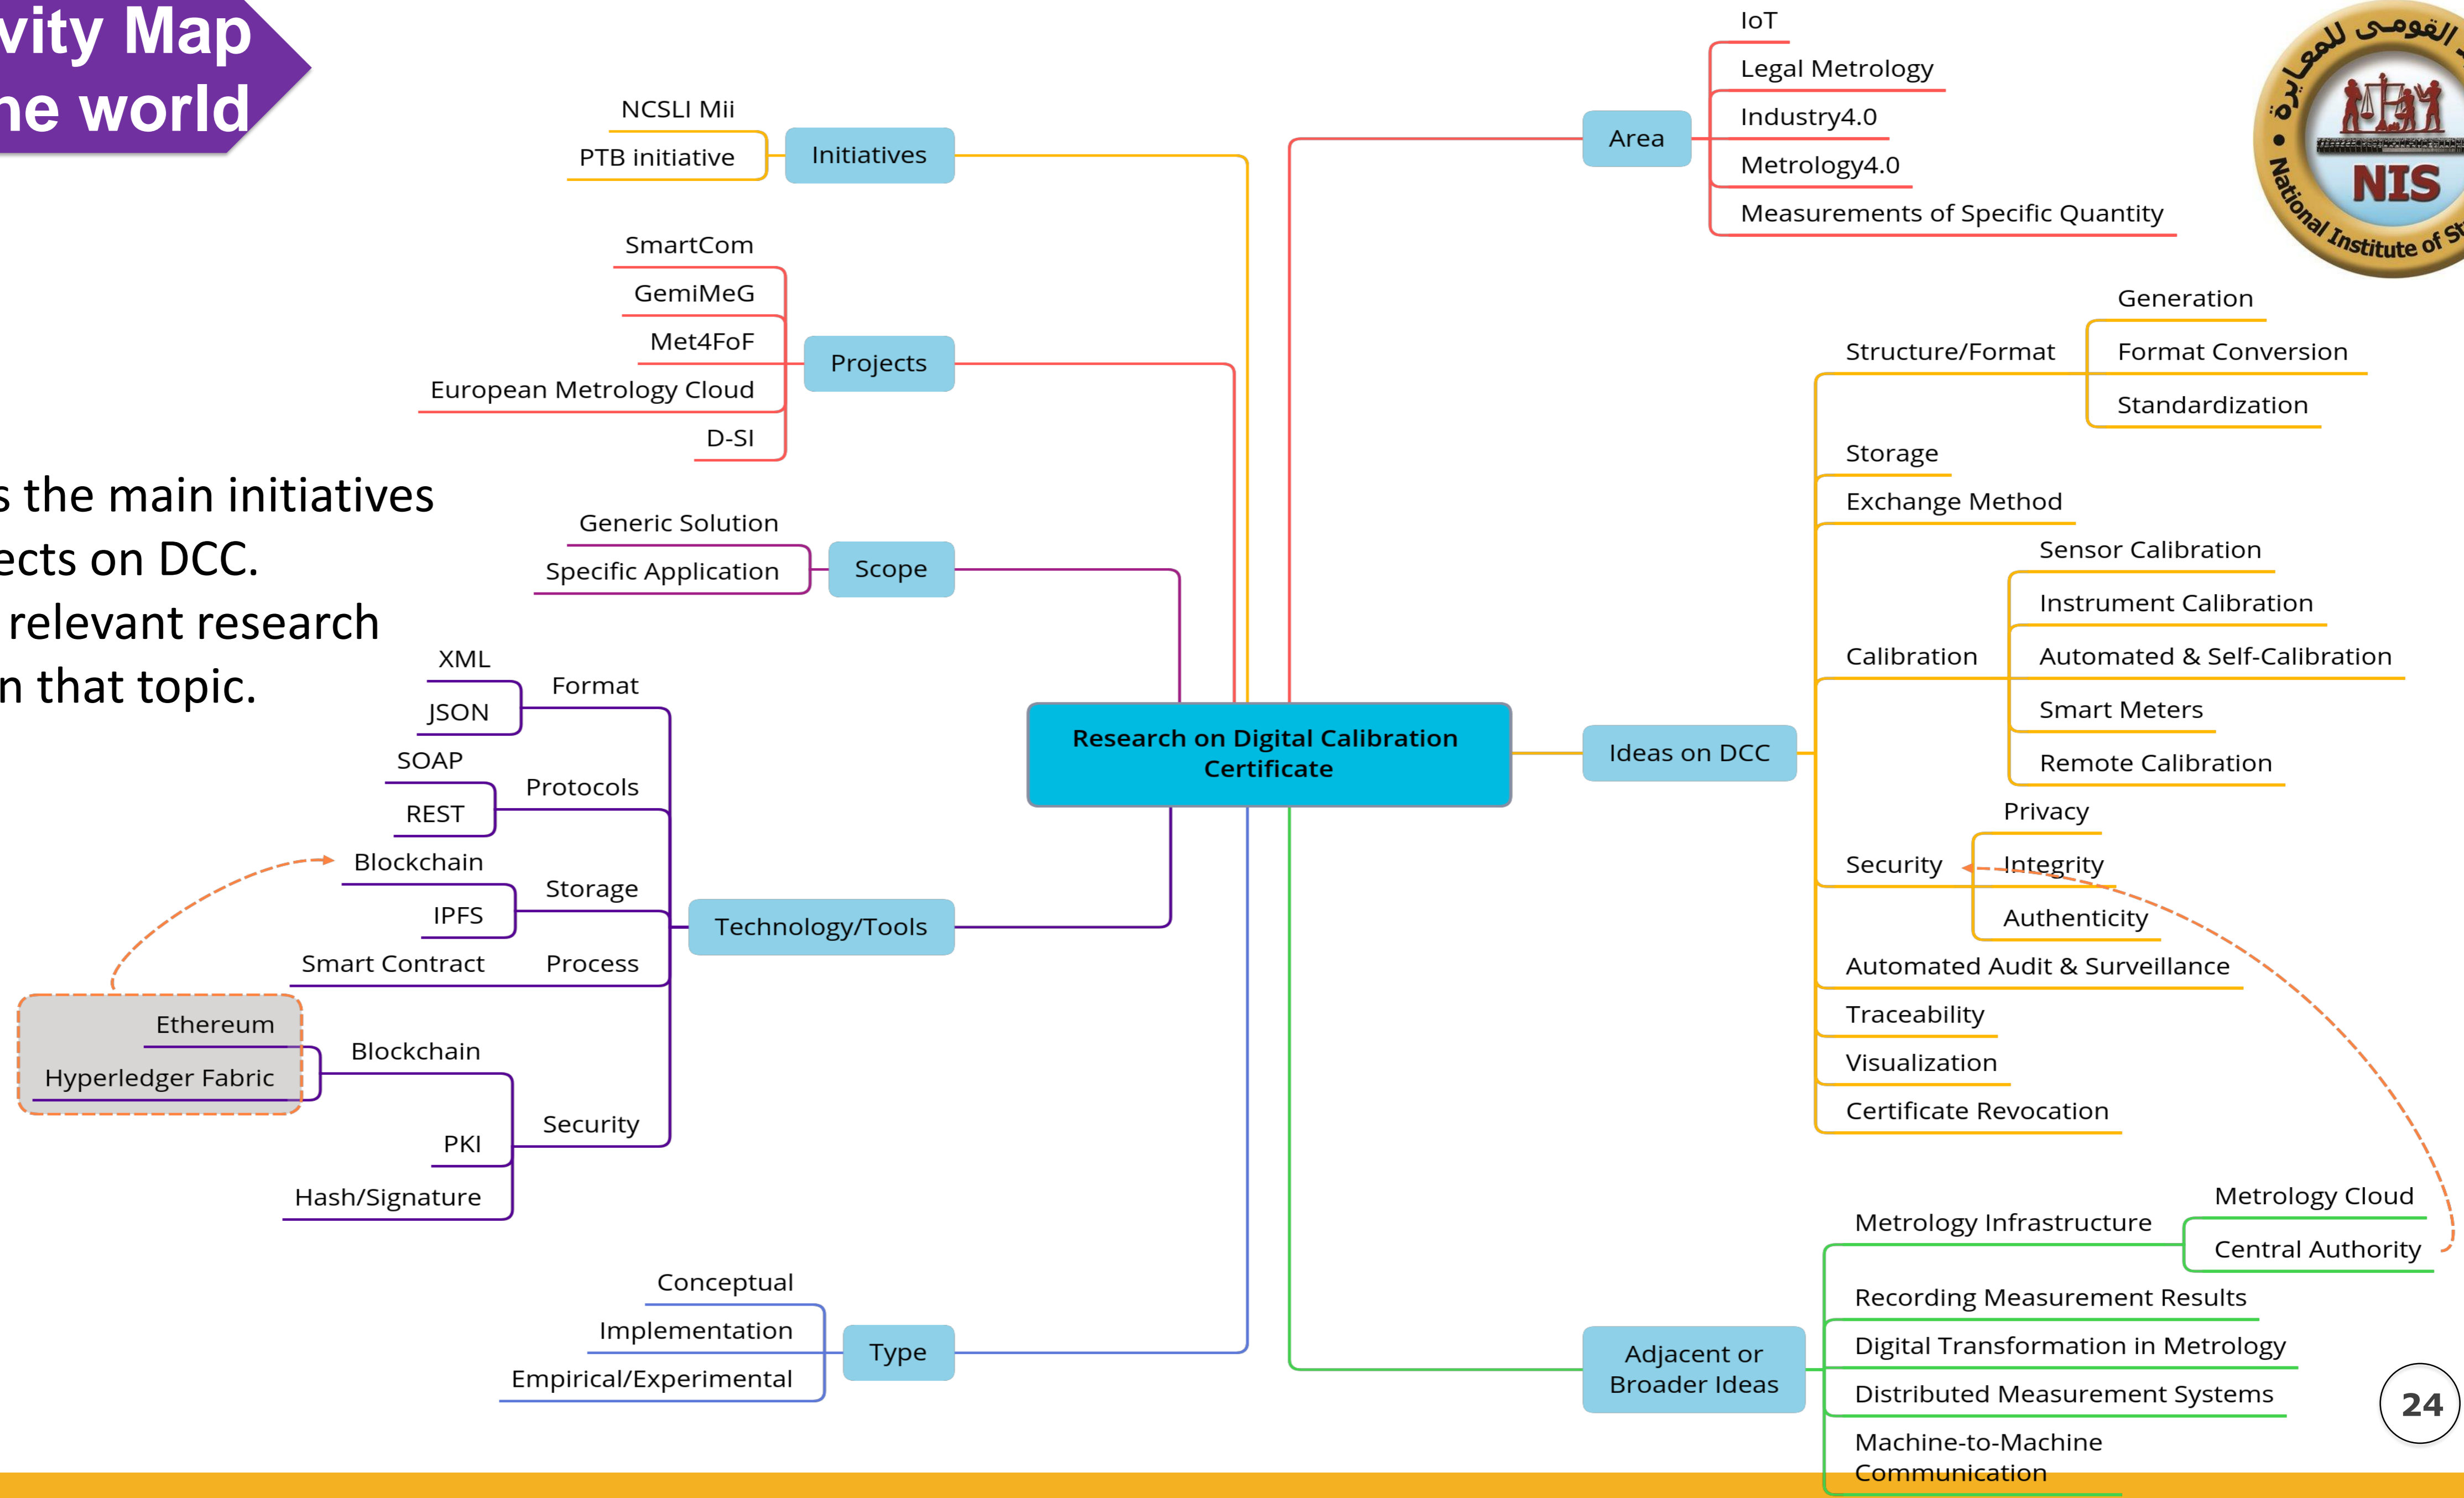 vity Map
he world
s the main initiatives
ects on DCC.
relevant research
n that topic.
NCSLI Mii
PTB initiative
Initiatives
SmartCom
GemiMeG
Met4FoF
European Metrology Cloud
D-SI
Projects
Generic Solution
Specific Application
Scope
XML
JSON
Format
SOAP
REST
Protocols
Blockchain
IPFS
Storage
Smart Contract
Process
Ethereum
Hyperledger Fabric
Blockchain
PKI
Hash/Signature
Security
Technology/Tools
Conceptual
Implementation
Empirical/Experimental
Type
Research on Digital Calibration
Certificate
Area
IoT
Legal Metrology
Industry4.0
Metrology4.0
Measurements of Specific Quantity
Ideas on DCC
Structure/Format
Generation
Format Conversion
Standardization
Storage
Exchange Method
Calibration
Sensor Calibration
Instrument Calibration
Automated & Self-Calibration
Smart Meters
Remote Calibration
Security
Privacy
Integrity
Authenticity
Automated Audit & Surveillance
Traceability
Visualization
Certificate Revocation
Adjacent or
Broader Ideas
Metrology Infrastructure
Metrology Cloud
Central Authority
Recording Measurement Results
Digital Transformation in Metrology
Distributed Measurement Systems
Machine-to-Machine
Communication
القومى للمعايرة
NIS
National Institute of St
24